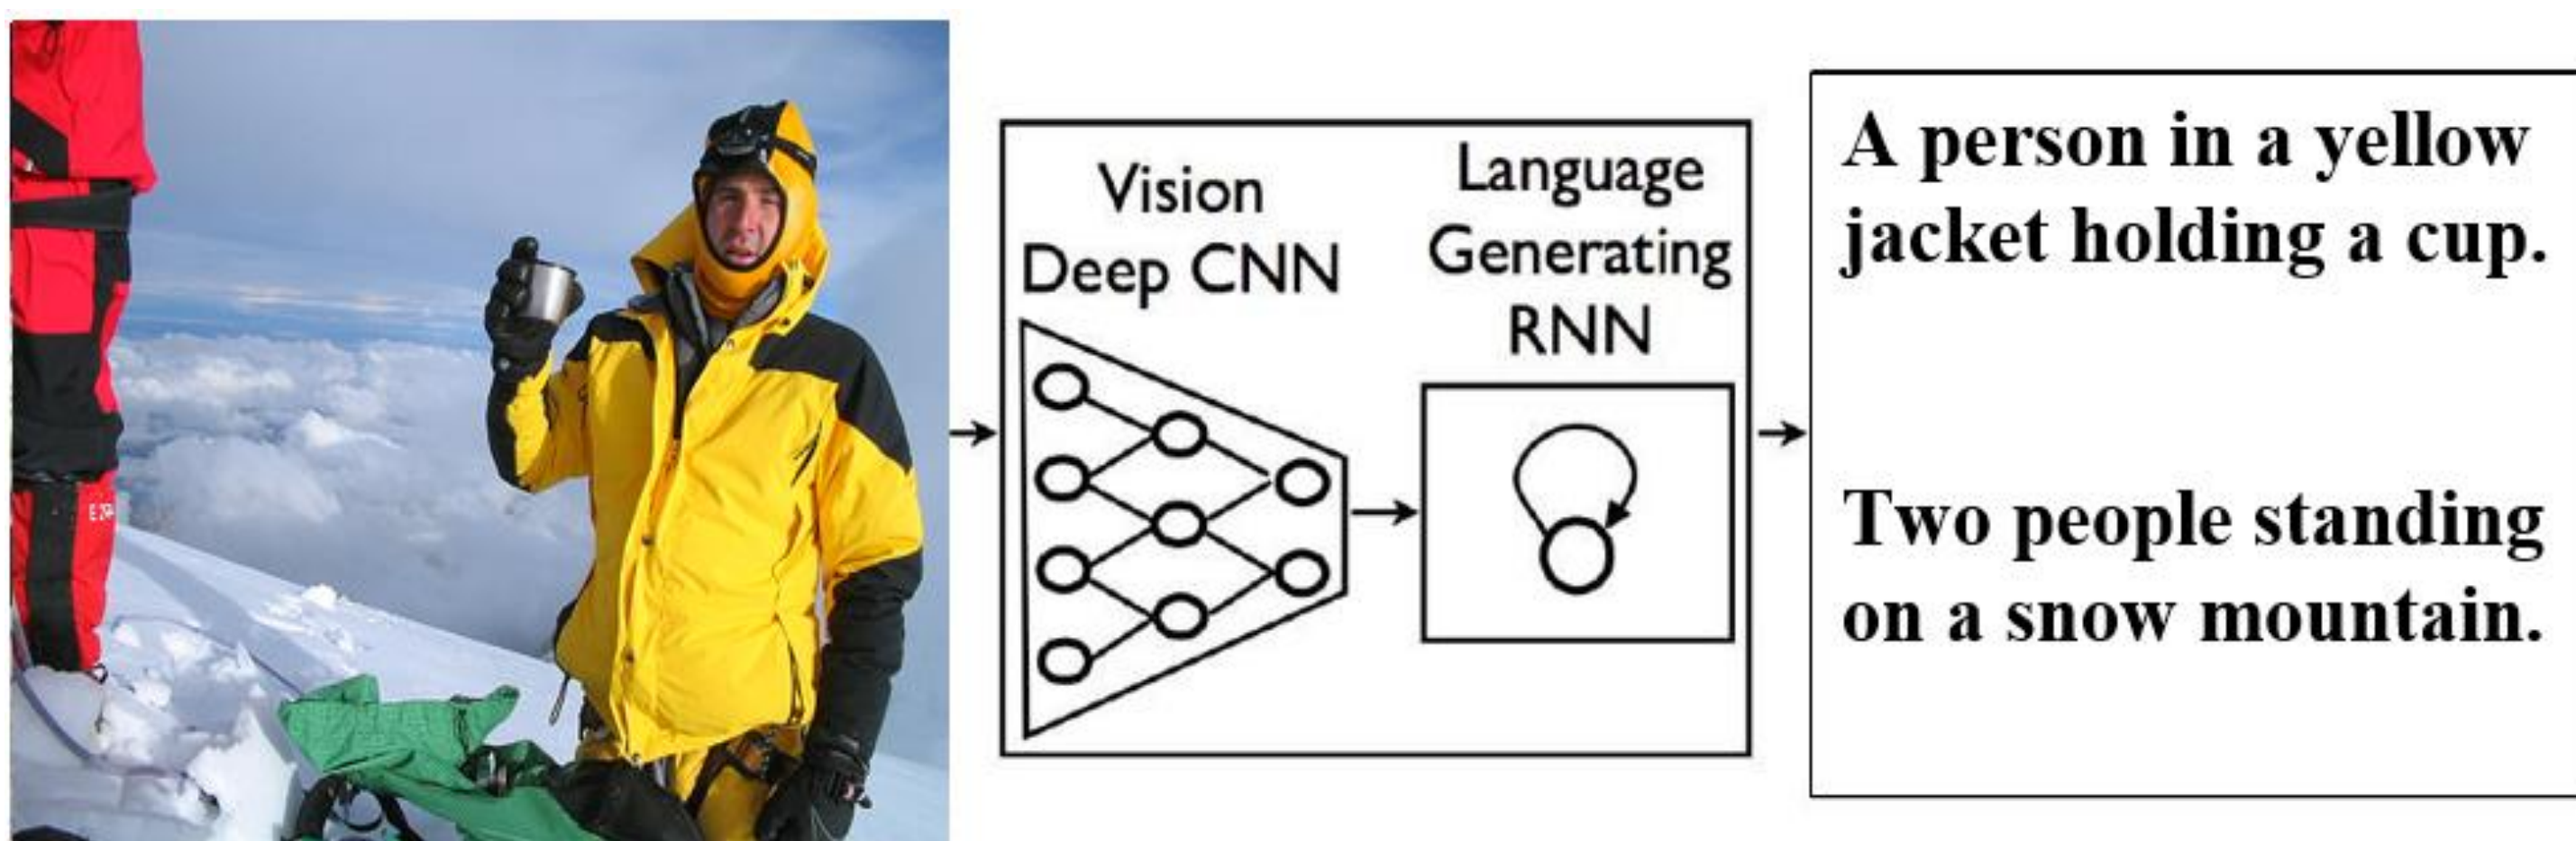 Vision
Deep CNN
Language
Generating
RNN
A person in a yellow
jacket holding a cup.
Two people standing
on a snow mountain.